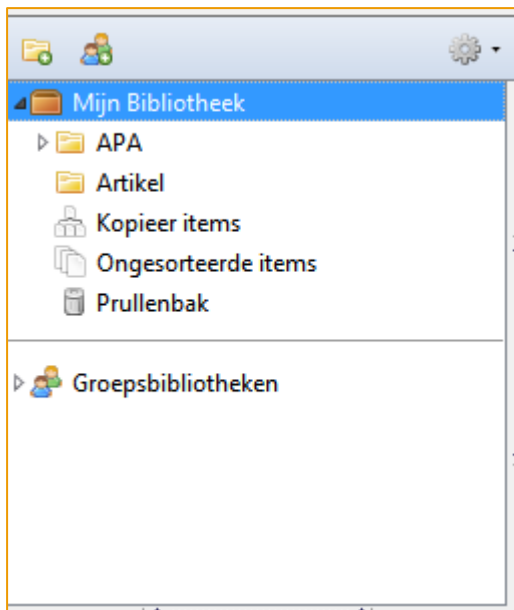 Mijn Bibliotheek
APA
Artikel
Kopieer items
Ongesorteerde items
Prullenbak
Groepsbibliotheken